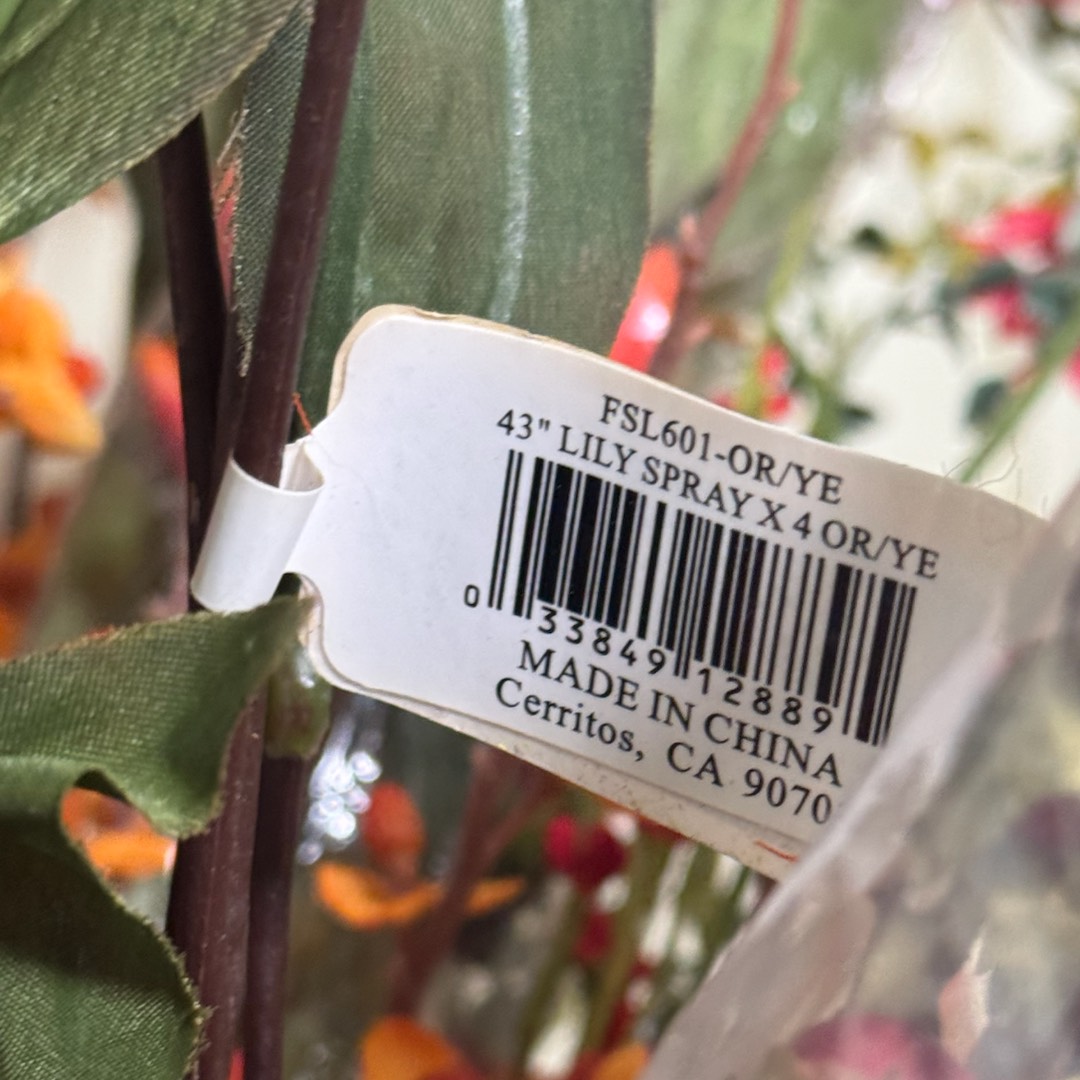 FSL601-OR/YE
43" LILY SPRAY X 4 OR/YE
0 33849 12889
MADE IN CHINA
Cerritos, CA 9070